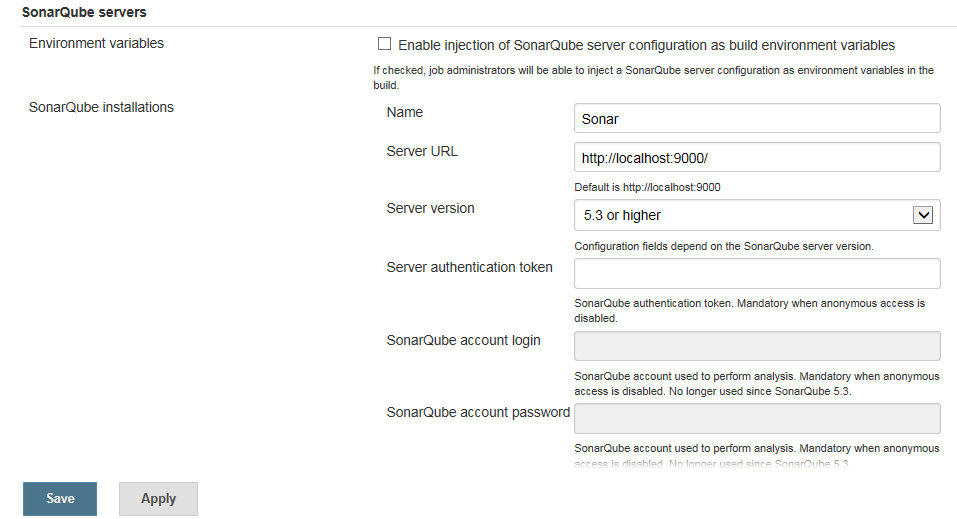 SonarQube servers
Environment variables
Enable injection of SonarQube server configuration as build environment variables
If checked, job administrators will be able to inject a SonarQube server configuration as environment variables in the
build.
SonarQube installations
Name
Sonar
Server URL
http://localhost:9000/
Default is http://localhost:9000
Server version
5.3 or higher
Configuration fields depend on the SonarQube server version.
Server authentication token
SonarQube authentication token. Mandatory when anonymous access is
disabled.
SonarQube account login
SonarQube account used to perform analysis. Mandatory when anonymous
access is disabled. No longer used since SonarQube 5.3.
SonarQube account password
SonarQube account used to perform analysis. Mandatory when anonymous
access is disabled. No longer used since SonarQube 5.3.
Save
Apply